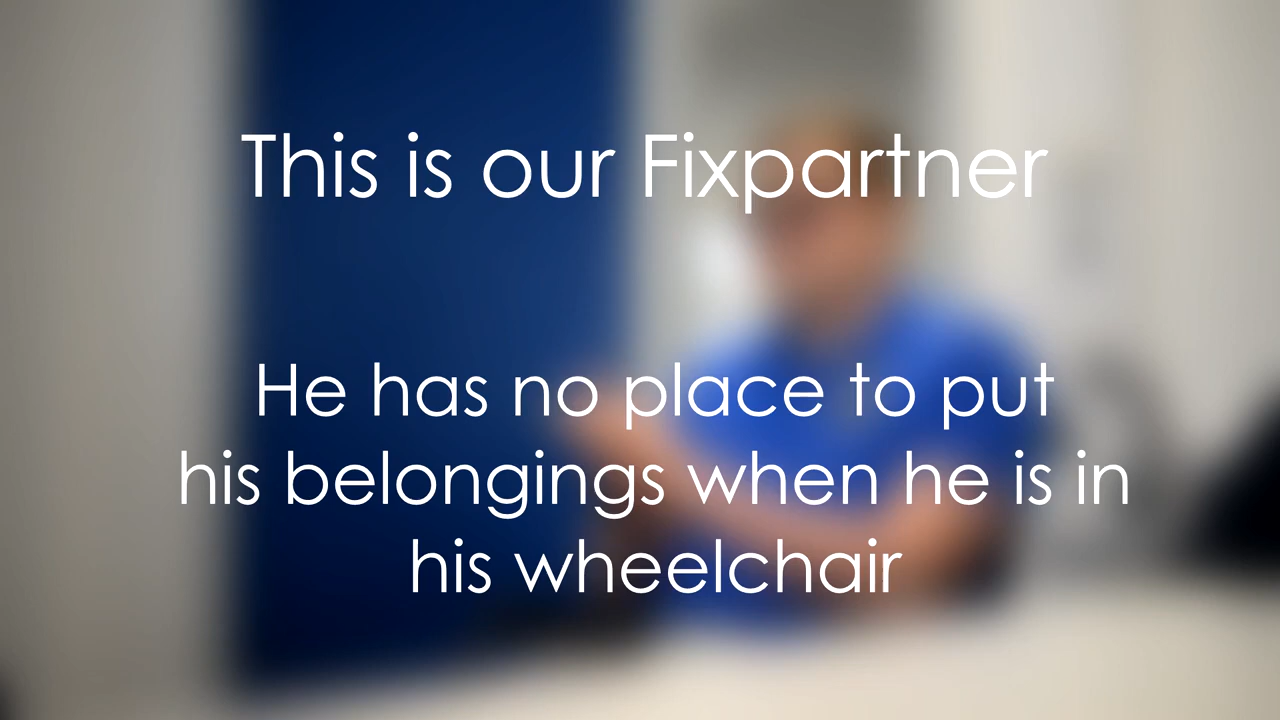 This is our Fixpartner
He has no place to put
his belongings when he is in
his wheelchair